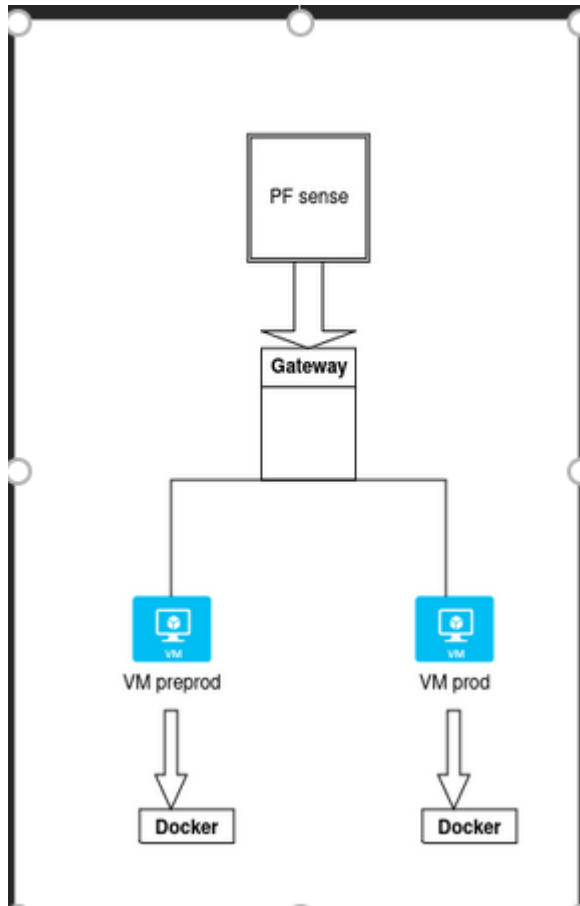 PF sense
Gateway
VM
VM
VM preprod
VM prod
Docker
Docker